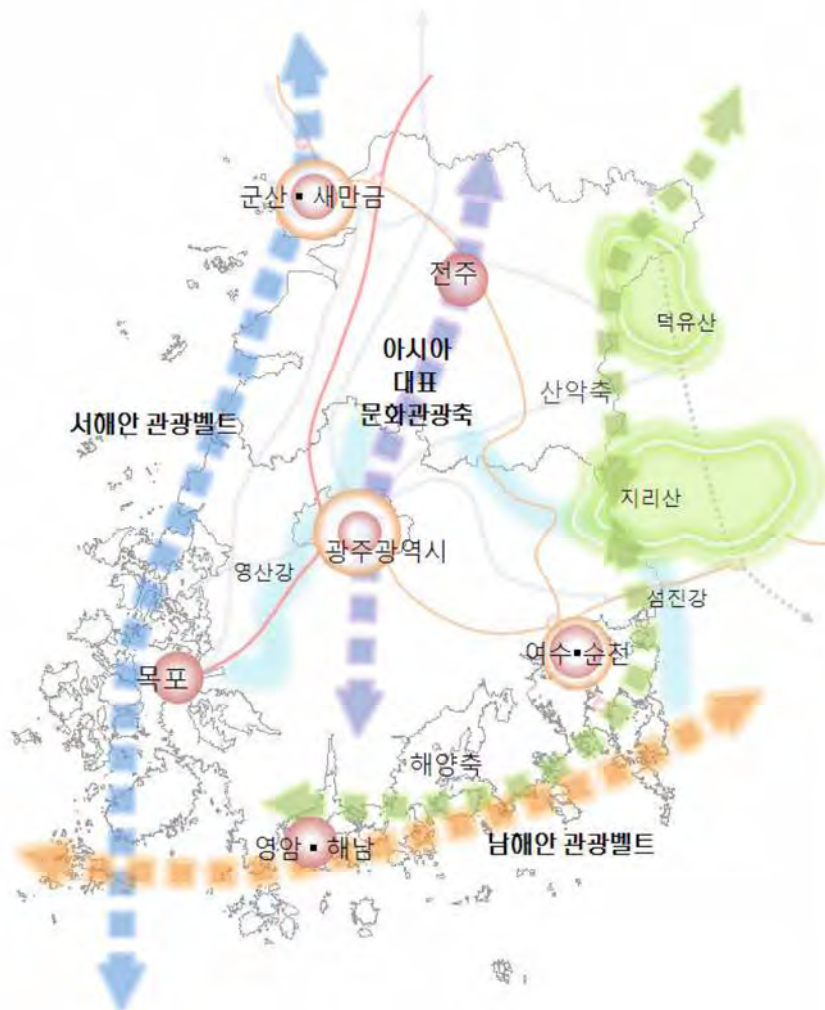 군산 · 새만금
전주
덕유산
아시아
대표
문화관광축
산악축
서해안 관광벨트
지리산
광주광역시
영산강
섬진강
여수·순천
목포
해양축
영암 · 해남
남해안 관광벨트